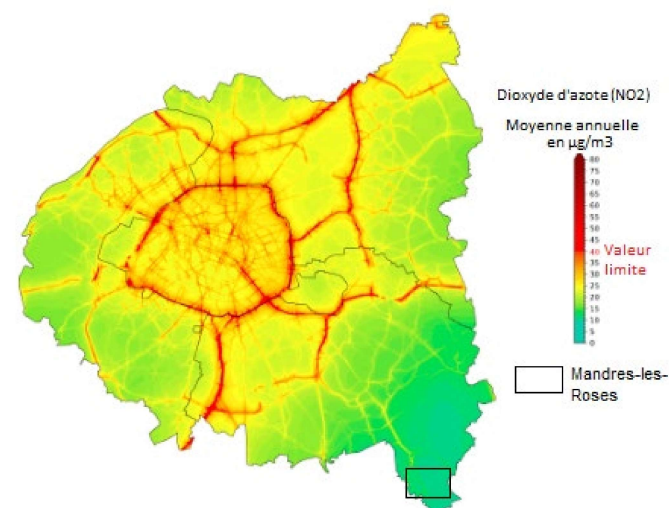 Dioxyde d'azote (NO2)
Moyenne annuelle
en µg/m3
80
75
70
65
60
55
50
45
40
35
30
25
20
15
10
5
0
Valeur
limite
Mandres-les-
Roses